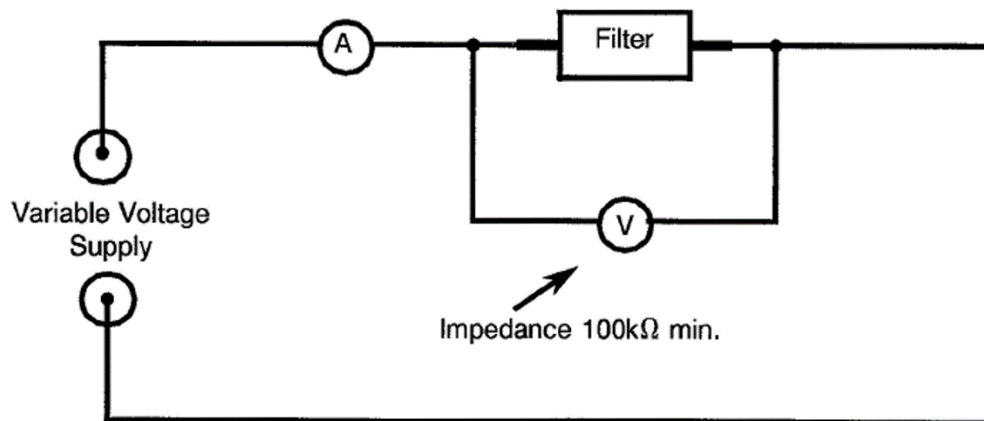 A
Filter
Variable Voltage
Supply
V
Impedance 100kΩ min.